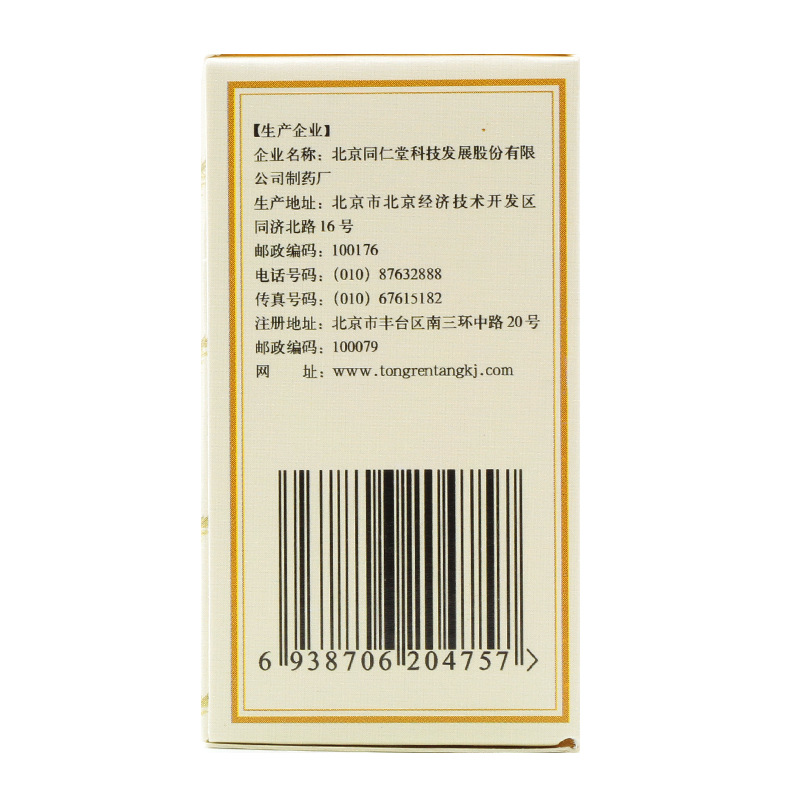 【生产企业】
企业名称：北京同仁堂科技发展股份有限
公司制药厂
生产地址：北京市北京经济技术开发区
同济北路16号
邮政编码：100176
电话号码：(010) 87632888
传真号码：(010) 67615182
注册地址：北京市丰台区南三环中路20号
邮政编码：100079
网　　址：www.tongrentangkj.com
6 938706 204757 >